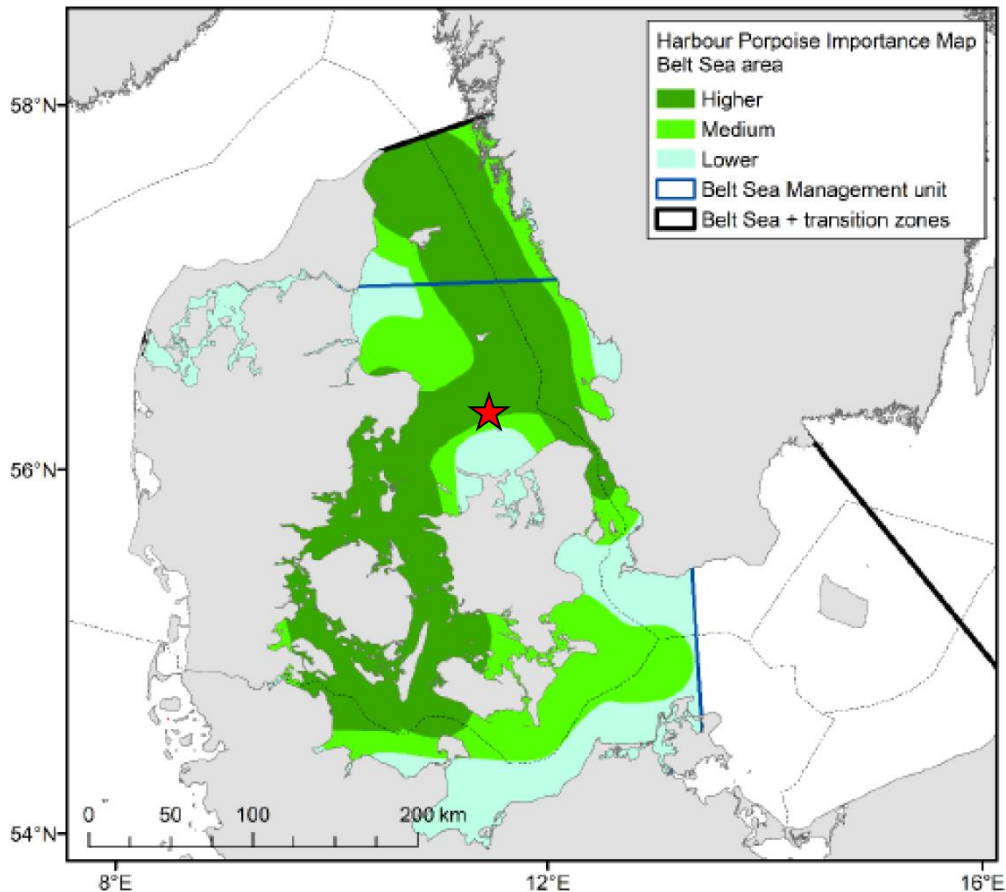 Harbour Porpoise Importance Map
Belt Sea area
Higher
Medium
Lower
Belt Sea Management unit
Belt Sea + transition zones
58°N
56°N
54°N
0 50 100 200 km
8°E 12°E 16°E